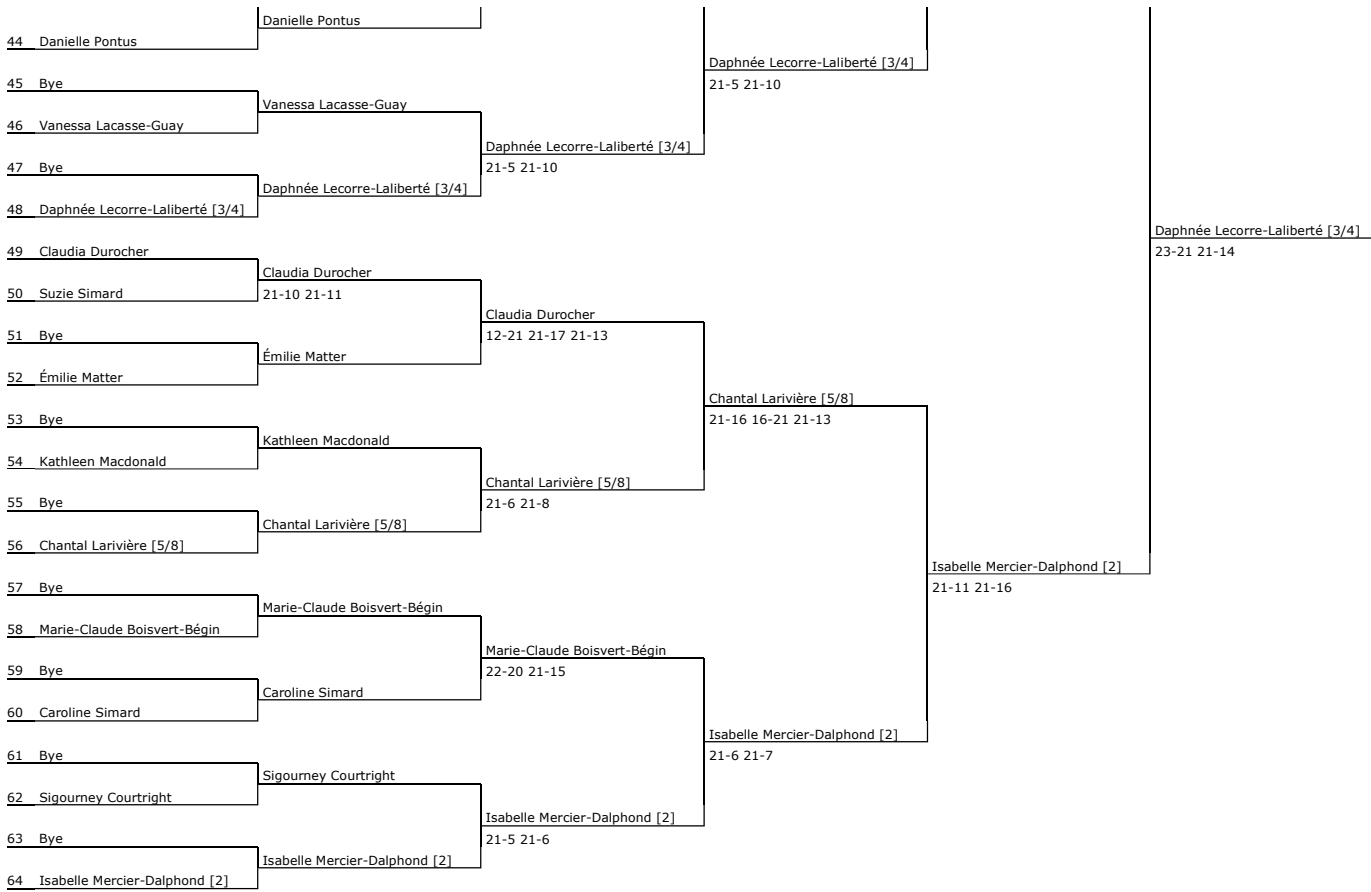 Danielle Pontus
44 Danielle Pontus
Daphnée Lecorre-Laliberté [3/4]
45 Bye
21-5 21-10
Vanessa Lacasse-Guay
46 Vanessa Lacasse-Guay
Daphnée Lecorre-Laliberté [3/4]
47 Bye
21-5 21-10
Daphnée Lecorre-Laliberté [3/4]
48 Daphnée Lecorre-Laliberté [3/4]
Daphnée Lecorre-Laliberté [3/4]
49 Claudia Durocher
23-21 21-14
Claudia Durocher
50 Suzie Simard
21-10 21-11
Claudia Durocher
51 Bye
12-21 21-17 21-13
Émilie Matter
52 Émilie Matter
Chantal Larivière [5/8]
53 Bye
21-16 16-21 21-13
Kathleen Macdonald
54 Kathleen Macdonald
Chantal Larivière [5/8]
55 Bye
21-6 21-8
Chantal Larivière [5/8]
56 Chantal Larivière [5/8]
Isabelle Mercier-Dalphond [2]
57 Bye
21-11 21-16
Marie-Claude Boisvert-Bégin
58 Marie-Claude Boisvert-Bégin
Marie-Claude Boisvert-Bégin
59 Bye
22-20 21-15
Caroline Simard
60 Caroline Simard
Isabelle Mercier-Dalphond [2]
61 Bye
21-6 21-7
Sigourney Courtright
62 Sigourney Courtright
Isabelle Mercier-Dalphond [2]
63 Bye
21-5 21-6
Isabelle Mercier-Dalphond [2]
64 Isabelle Mercier-Dalphond [2]